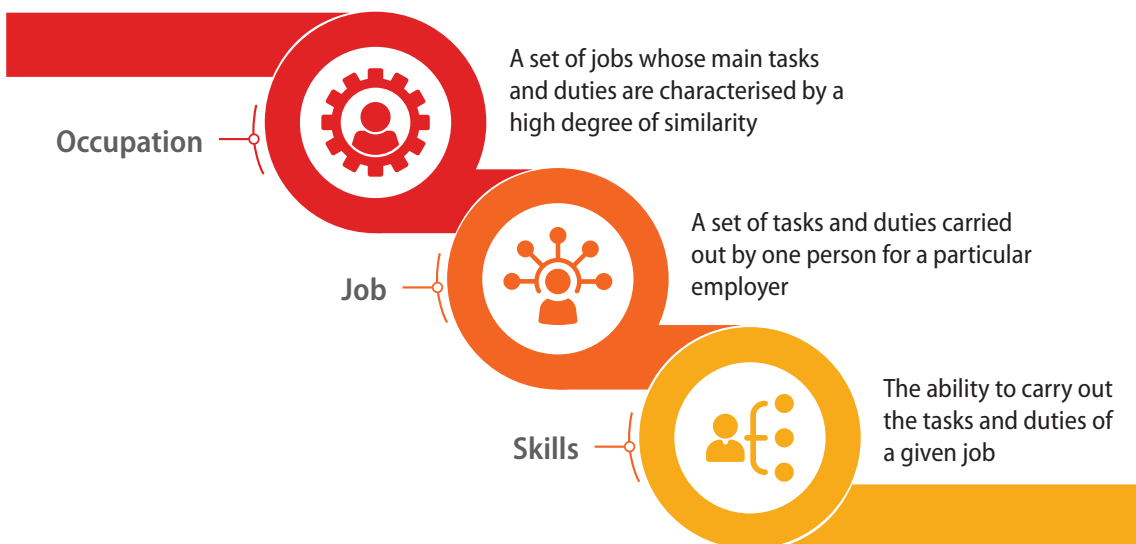 Occupation
A set of jobs whose main tasks
and duties are characterised by a
high degree of similarity
Job
A set of tasks and duties carried
out by one person for a particular
employer
Skills
The ability to carry out
the tasks and duties of
a given job